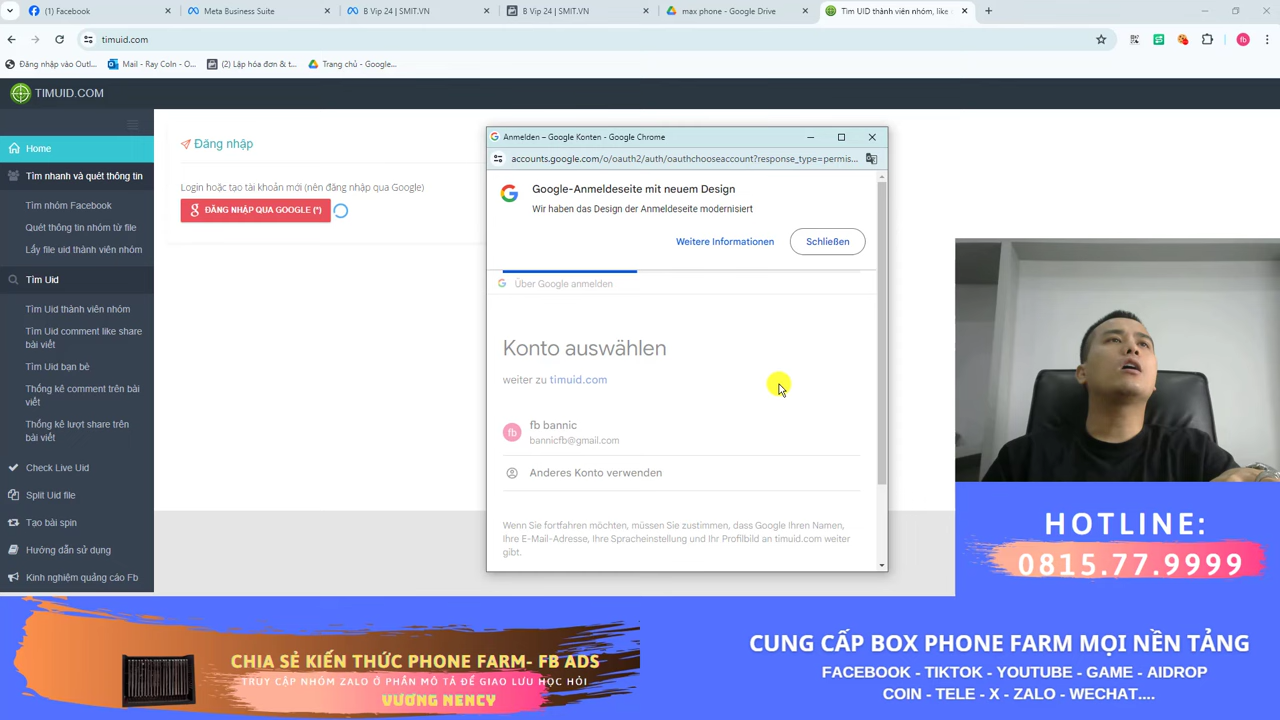 (1) Facebook
Meta Business Suite
B Vip 24 | SMIT.VN
B Vip 24 | SMIT.VN
max phone - Google Drive
Tìm UID thành viên nhóm, like
timuid.com
fb
Đăng nhập vào Outl...
Mail - Ray CoIn - O...
(2) Lập hóa đơn & t...
Trang chủ - Google...
TIMUID.COM
Home
Tìm nhanh và quét thông tin
Tìm nhóm Facebook
Quét thông tin nhóm từ file
Lấy file uid thành viên nhóm
Tìm Uid
Tìm Uid thành viên nhóm
Tìm Uid comment like share
bài viết
Tìm Uid bạn bè
Thống kê comment trên bài
viết
Thống kê lượt share trên
bài viết
Check Live Uid
Split Uid file
Tạo bài spin
Hướng dẫn sử dụng
Kinh nghiệm quảng cáo Fb
Đăng nhập
Login hoặc tạo tài khoản mới (nên đăng nhập qua Google)
ĐĂNG NHẬP QUA GOOGLE (*)
Anmelden – Google Konten - Google Chrome
accounts.google.com/o/oauth2/auth/oauthchooseaccount?response_type=permis...
Google-Anmeldeseite mit neuem Design
Wir haben das Design der Anmeldeseite modernisiert
Weitere Informationen
Schließen
Über Google anmelden
Konto auswählen
weiter zu timuid.com
fb
fb bannic
bannicfb@gmail.com
Anderes Konto verwenden
Wenn Sie fortfahren möchten, müssen Sie zustimmen, dass Google Ihren Namen,
Ihre E-Mail-Adresse, Ihre Spracheinstellung und Ihr Profilbild an timuid.com weiter
gibt.
HOTLINE:
0815.77.9999
CHIA SẺ KIẾN THỨC PHONE FARM- FB ADS
TRUY CẬP NHÓM ZALO Ở PHẦN MÔ TẢ ĐỂ GIAO LƯU HỌC HỎI
VƯƠNG NENCY
CUNG CẤP BOX PHONE FARM MỌI NỀN TẢNG
FACEBOOK - TIKTOK - YOUTUBE - GAME - AIDROP
COIN - TELE - X - ZALO - WECHAT....